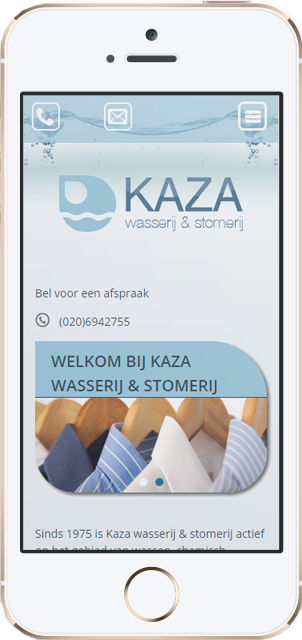 KAZA
wasserij & stomerij
Bel voor een afspraak
(020)6942755
WELKOM BIJ KAZA
WASSERIJ & STOMERIJ
Sinds 1975 is Kaza wasserij & stomerij actief
op het gebied van wassen, chemisch